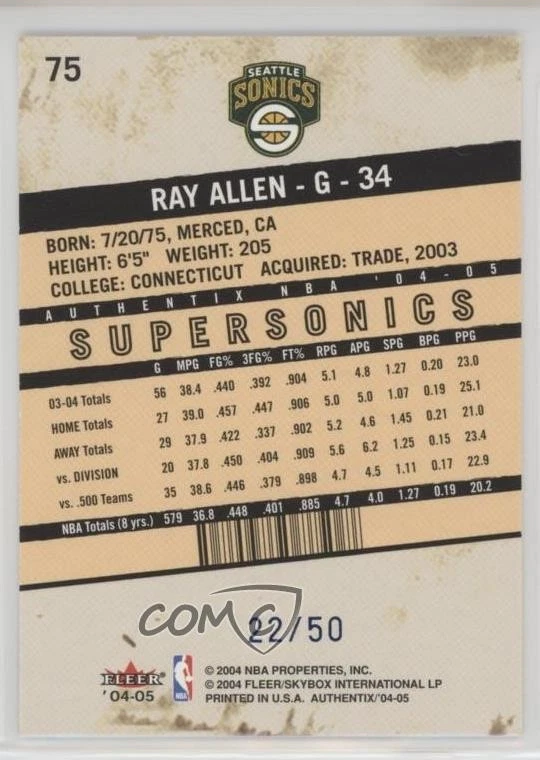 75
SEATTLE
SONICS
RAY ALLEN - G - 34
BORN: 7/20/75, MERCED, CA
HEIGHT: 6'5" WEIGHT: 205
COLLEGE: CONNECTICUT ACQUIRED: TRADE, 2003
AUTHENTIX NBA '04-05
SUPERSONICS
G MPG FG% 3FG% FT% RPG APG SPG BPG PPG
03-04 Totals 56 38.4 .440 .392 .904 5.1 4.8 1.27 0.20 23.0
HOME Totals 27 39.0 .457 .447 .906 5.0 5.0 1.07 0.19 25.1
AWAY Totals 29 37.9 .422 .337 .902 5.2 4.6 1.45 0.21 21.0
vs. DIVISION 20 37.8 .450 .404 .909 5.6 6.2 1.25 0.15 23.4
vs. .500 Teams 35 38.6 .446 .379 .898 4.7 4.5 1.11 0.17 22.9
NBA Totals (8 yrs.) 579 36.8 .448 .401 .885 4.7 4.0 1.27 0.19 20.2
COMC
22/50
FLEER
'04-05
NBA
© 2004 NBA PROPERTIES, INC.
© 2004 FLEER/SKYBOX INTERNATIONAL LP
PRINTED IN U.S.A. AUTHENTIX/'04-05